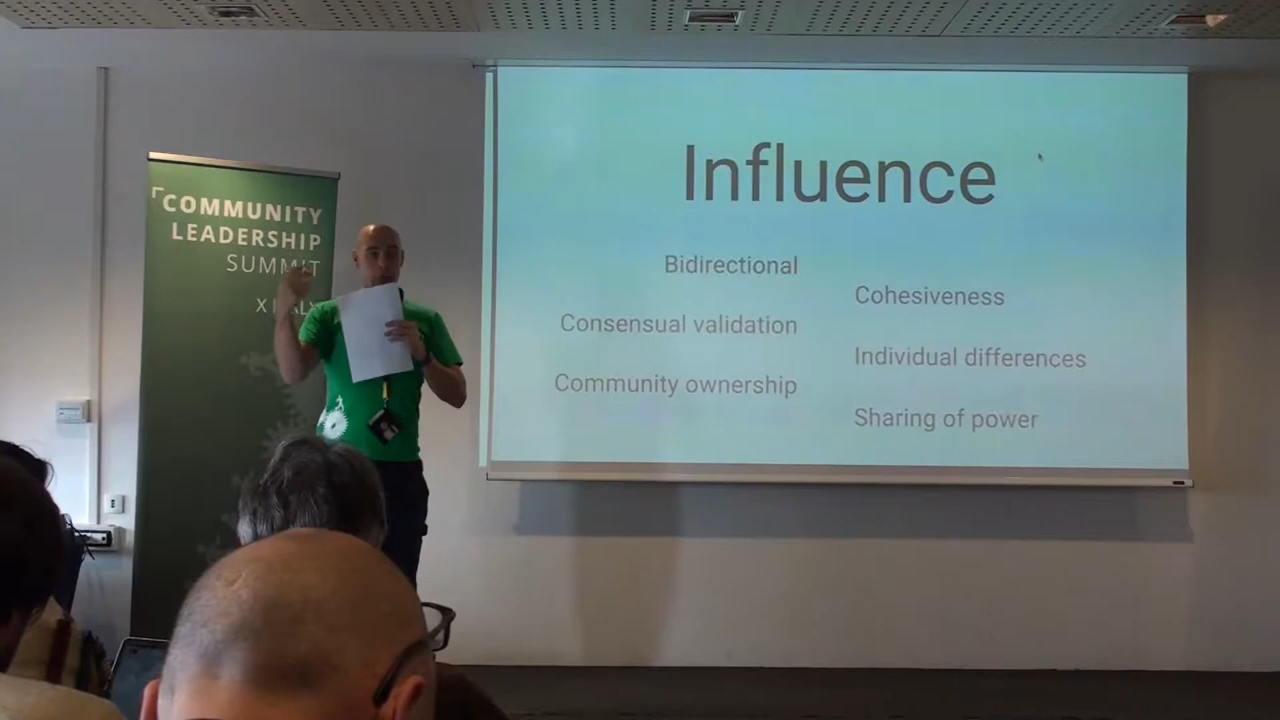 COMMUNITY
LEADERSHIP
SUMMIT
X
Influence
Bidirectional
Cohesiveness
Consensual validation
Individual differences
Community ownership
Sharing of power